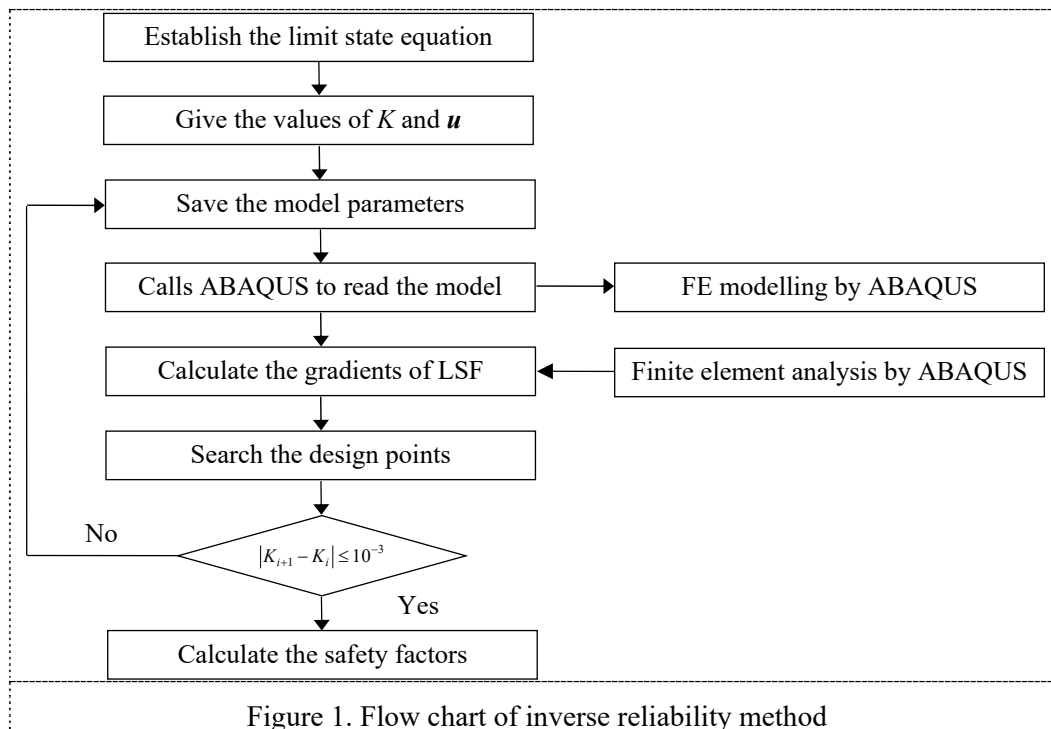 Establish the limit state equation
Give the values of K and u
Save the model parameters
Calls ABAQUS to read the model
FE modelling by ABAQUS
Calculate the gradients of LSF
Finite element analysis by ABAQUS
Search the design points
No
|K_{i+1} − K_i| ≤ 10^{-3}
Yes
Calculate the safety factors
Figure 1. Flow chart of inverse reliability method